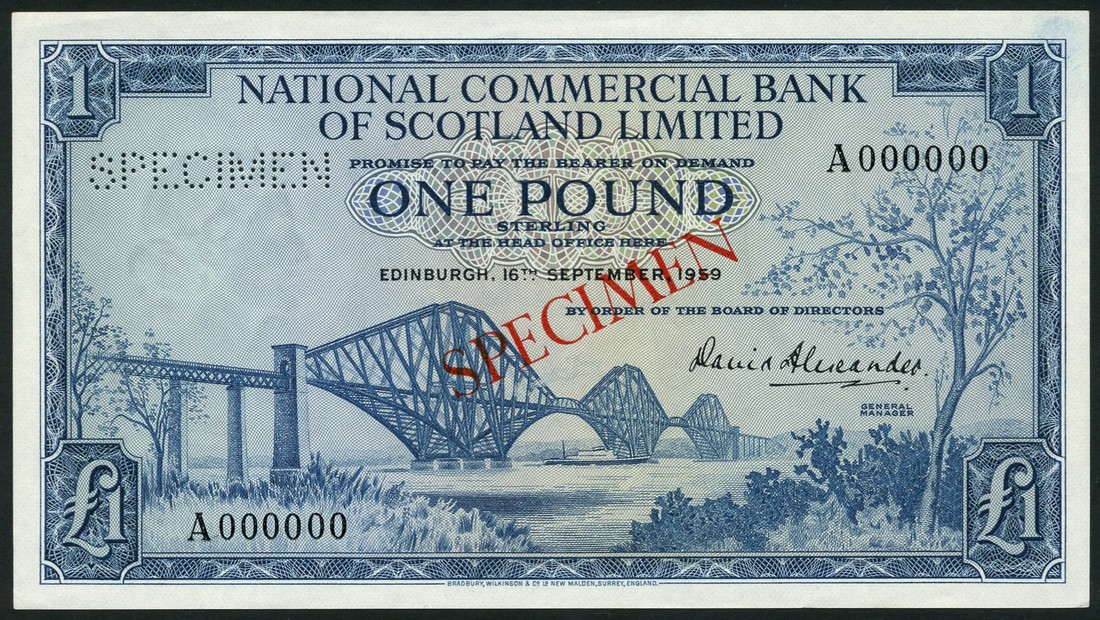 1
1
NATIONAL COMMERCIAL BANK
OF SCOTLAND LIMITED
SPECIMEN
PROMISE TO PAY THE BEARER ON DEMAND
A000000
ONE POUND
STERLING
AT THE HEAD OFFICE HERE
EDINBURGH, 16TH SEPTEMBER, 1959
SPECIMEN
BY ORDER OF THE BOARD OF DIRECTORS
David Alexander.
GENERAL
MANAGER
£1
£1
A000000
BRADBURY, WILKINSON & Co Ld NEW MALDEN, SURREY, ENGLAND.